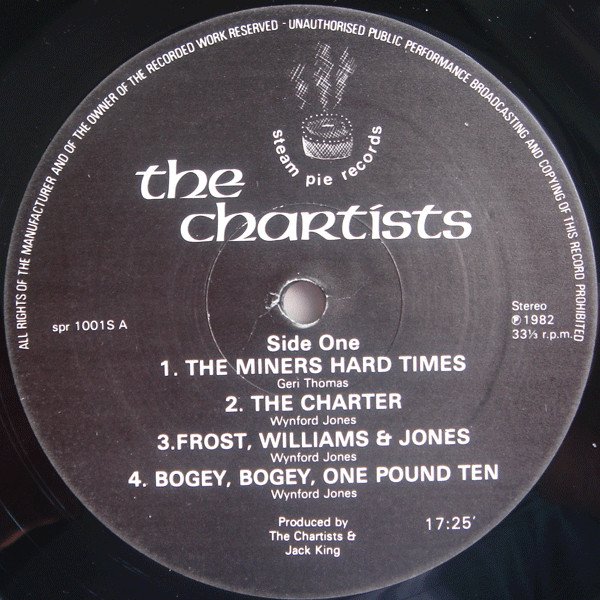 ALL RIGHTS OF THE MANUFACTURER AND OF THE OWNER OF THE RECORDED WORK RESERVED - UNAUTHORISED PUBLIC PERFORMANCE BROADCASTING AND COPYING OF THIS RECORD PROHIBITED
steam pie records
the
chartists
spr 1001S A
Stereo
℗ 1982
33⅓ r.p.m.
Side One
1. THE MINERS HARD TIMES
Geri Thomas
2. THE CHARTER
Wynford Jones
3.FROST, WILLIAMS & JONES
Wynford Jones
4. BOGEY, BOGEY, ONE POUND TEN
Wynford Jones
Produced by
The Chartists &
Jack King
17:25'